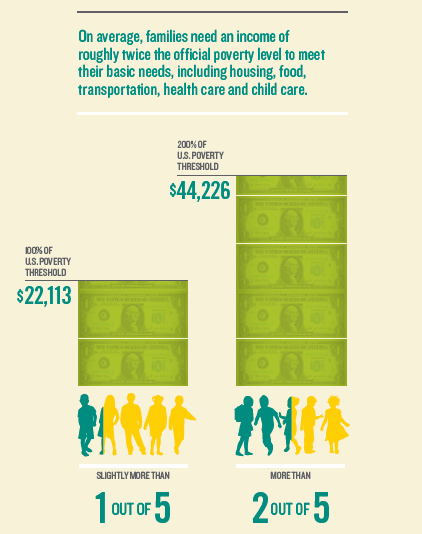 On average, families need an income of
roughly twice the official poverty level to meet
their basic needs, including housing, food,
transportation, health care and child care.
200% OF
U.S. POVERTY
THRESHOLD
$44,226
100% OF
U.S. POVERTY
THRESHOLD
$22,113
SLIGHTLY MORE THAN
1 OUT OF 5
MORE THAN
2 OUT OF 5